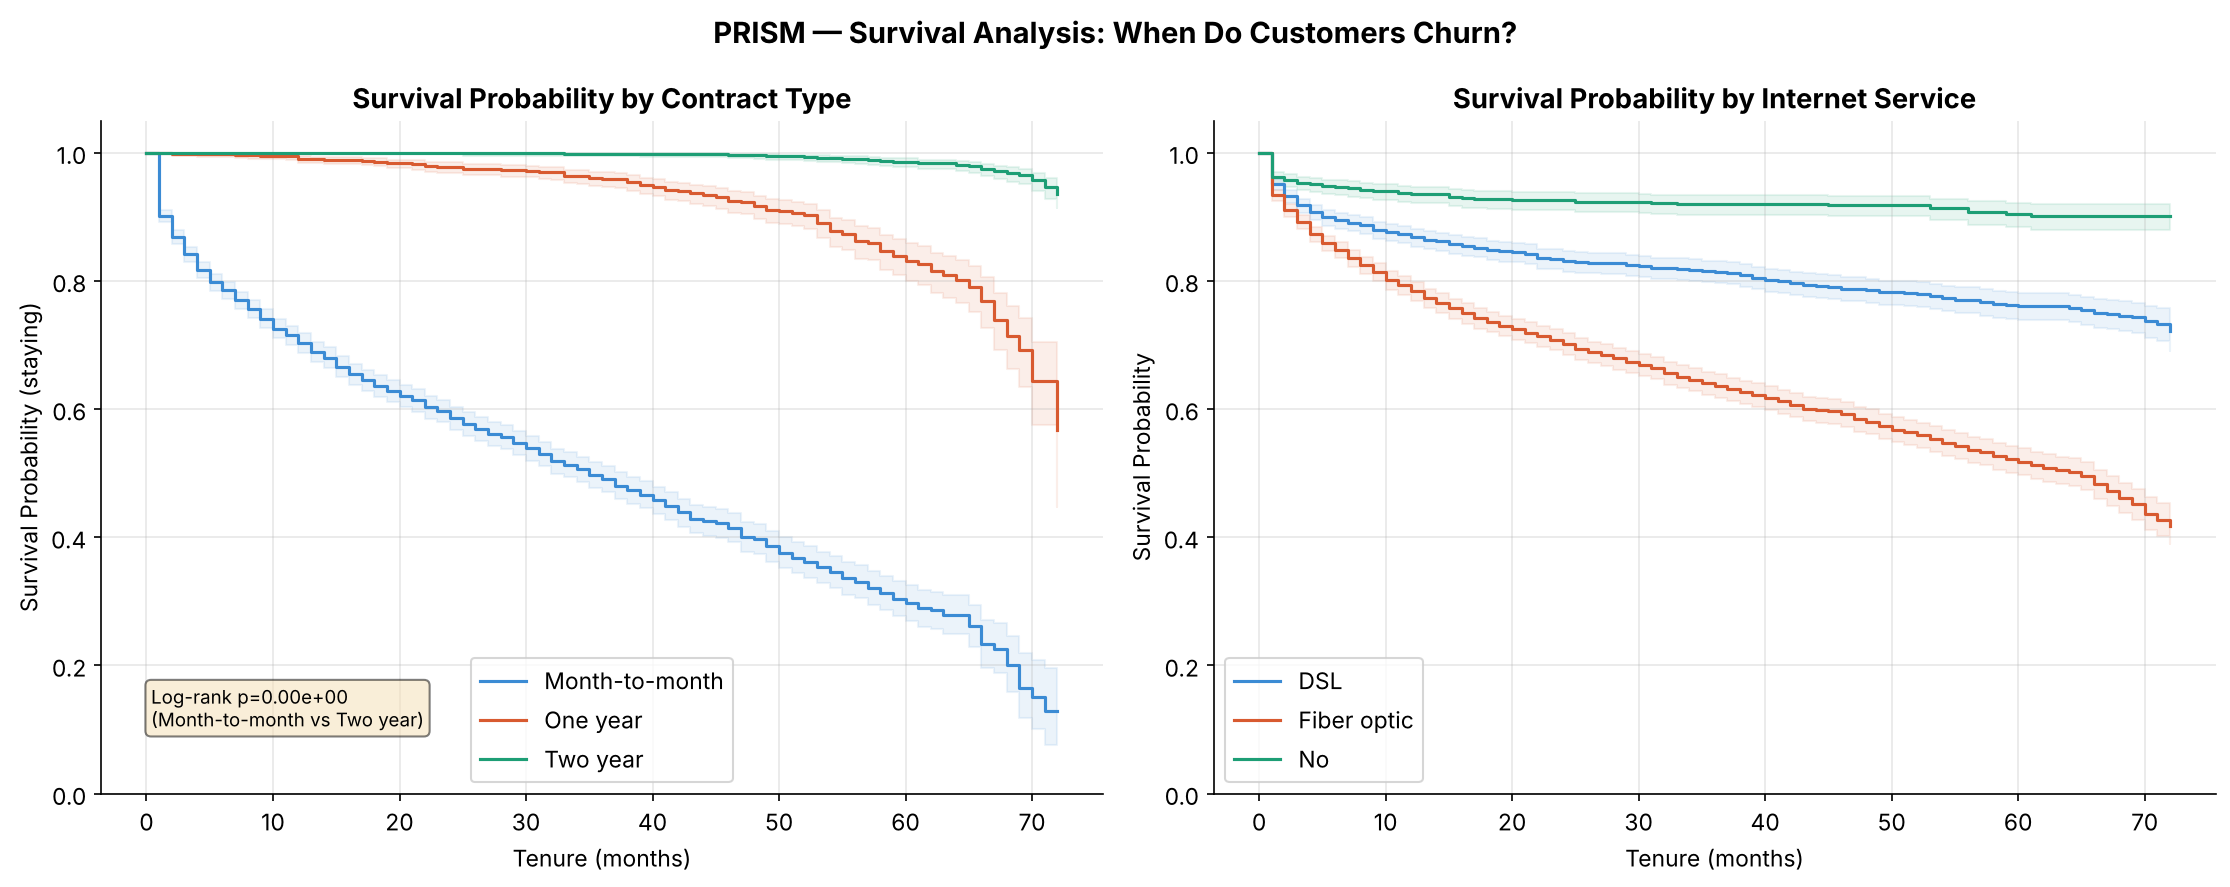 PRISM — Survival Analysis: When Do Customers Churn?
Survival Probability by Contract Type
Survival Probability (staying)
1.0
0.8
0.6
0.4
0.2
0.0
Log-rank p=0.00e+00
(Month-to-month vs Two year)
Month-to-month
One year
Two year
0 10 20 30 40 50 60 70
Tenure (months)
Survival Probability by Internet Service
Survival Probability
1.0
0.8
0.6
0.4
0.2
0.0
DSL
Fiber optic
No
0 10 20 30 40 50 60 70
Tenure (months)